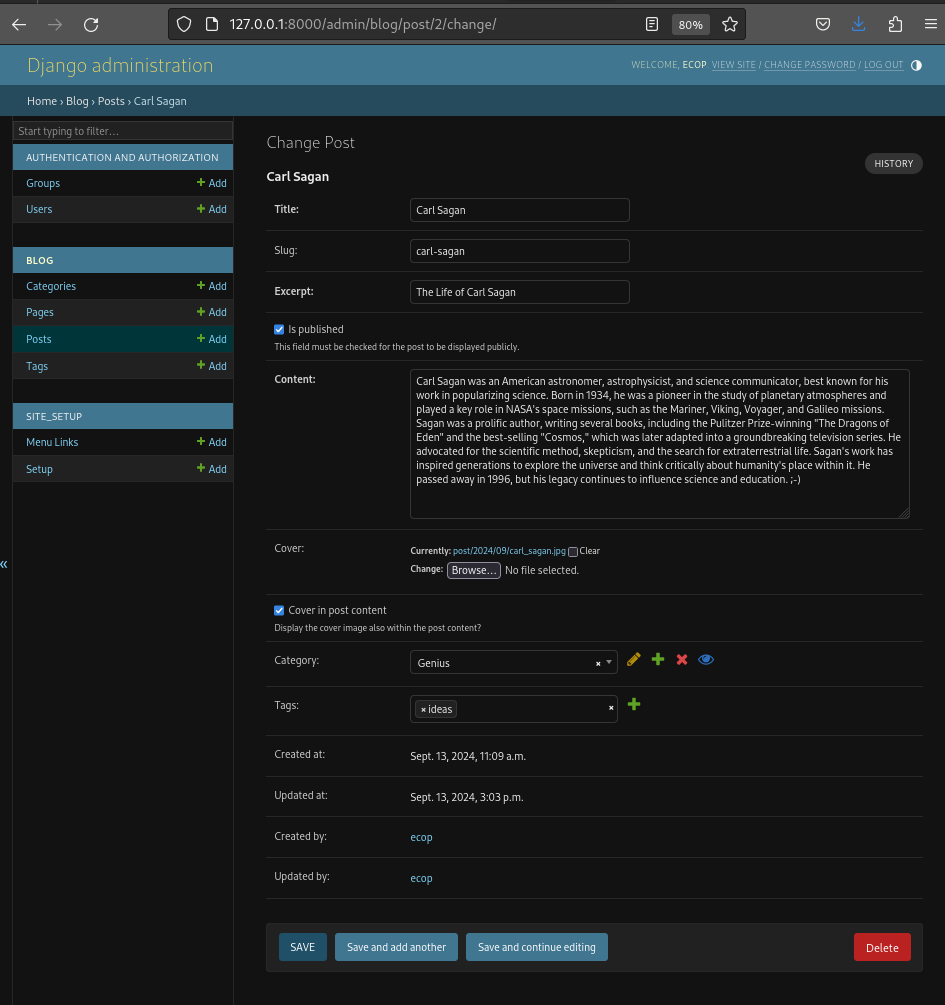 127.0.0.1:8000/admin/blog/post/2/change/
80%
Django administration
WELCOME, ECOP. VIEW SITE / CHANGE PASSWORD / LOG OUT
Home › Blog › Posts › Carl Sagan
Start typing to filter…
AUTHENTICATION AND AUTHORIZATION
Groups
+ Add
Users
+ Add
BLOG
Categories
+ Add
Pages
+ Add
Posts
+ Add
Tags
+ Add
SITE_SETUP
Menu Links
+ Add
Setup
+ Add
«
Change Post
HISTORY
Carl Sagan
Title:
Carl Sagan
Slug:
carl-sagan
Excerpt:
The Life of Carl Sagan
Is published
This field must be checked for the post to be displayed publicly.
Content:
Carl Sagan was an American astronomer, astrophysicist, and science communicator, best known for his
work in popularizing science. Born in 1934, he was a pioneer in the study of planetary atmospheres and
played a key role in NASA's space missions, such as the Mariner, Viking, Voyager, and Galileo missions.
Sagan was a prolific author, writing several books, including the Pulitzer Prize-winning "The Dragons of
Eden" and the best-selling "Cosmos," which was later adapted into a groundbreaking television series. He
advocated for the scientific method, skepticism, and the search for extraterrestrial life. Sagan's work has
inspired generations to explore the universe and think critically about humanity's place within it. He
passed away in 1996, but his legacy continues to influence science and education. ;-)
Cover:
Currently: post/2024/09/carl_sagan.jpg Clear
Change: Browse… No file selected.
Cover in post content
Display the cover image also within the post content?
Category:
Genius ×
Tags:
× ideas ×
Created at:
Sept. 13, 2024, 11:09 a.m.
Updated at:
Sept. 13, 2024, 3:03 p.m.
Created by:
ecop
Updated by:
ecop
SAVE
Save and add another
Save and continue editing
Delete